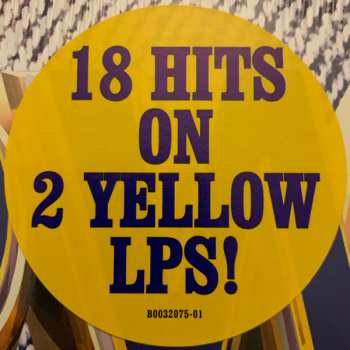 18 HITS
ON
2 YELLOW
LPS!
B0032075-01